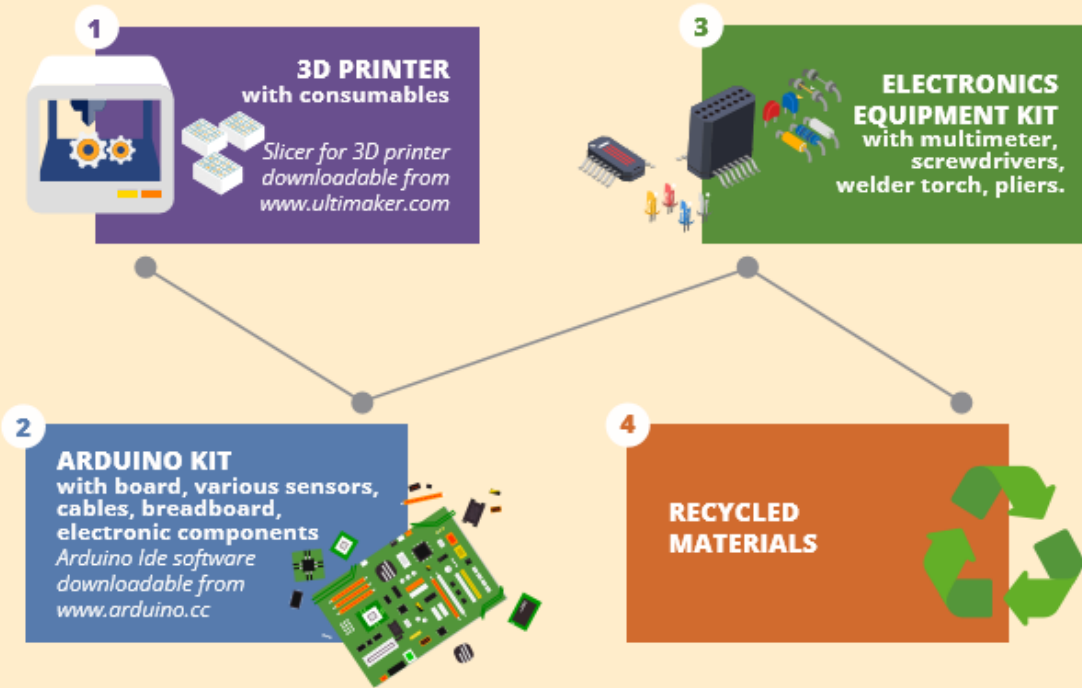 1
3D PRINTER
with consumables
Slicer for 3D printer
downloadable from
www.ultimaker.com
2
ARDUINO KIT
with board, various sensors,
cables, breadboard,
electronic components
Arduino Ide software
downloadable from
www.arduino.cc
3
ELECTRONICS
EQUIPMENT KIT
with multimeter,
screwdrivers,
welder torch, pliers.
4
RECYCLED
MATERIALS